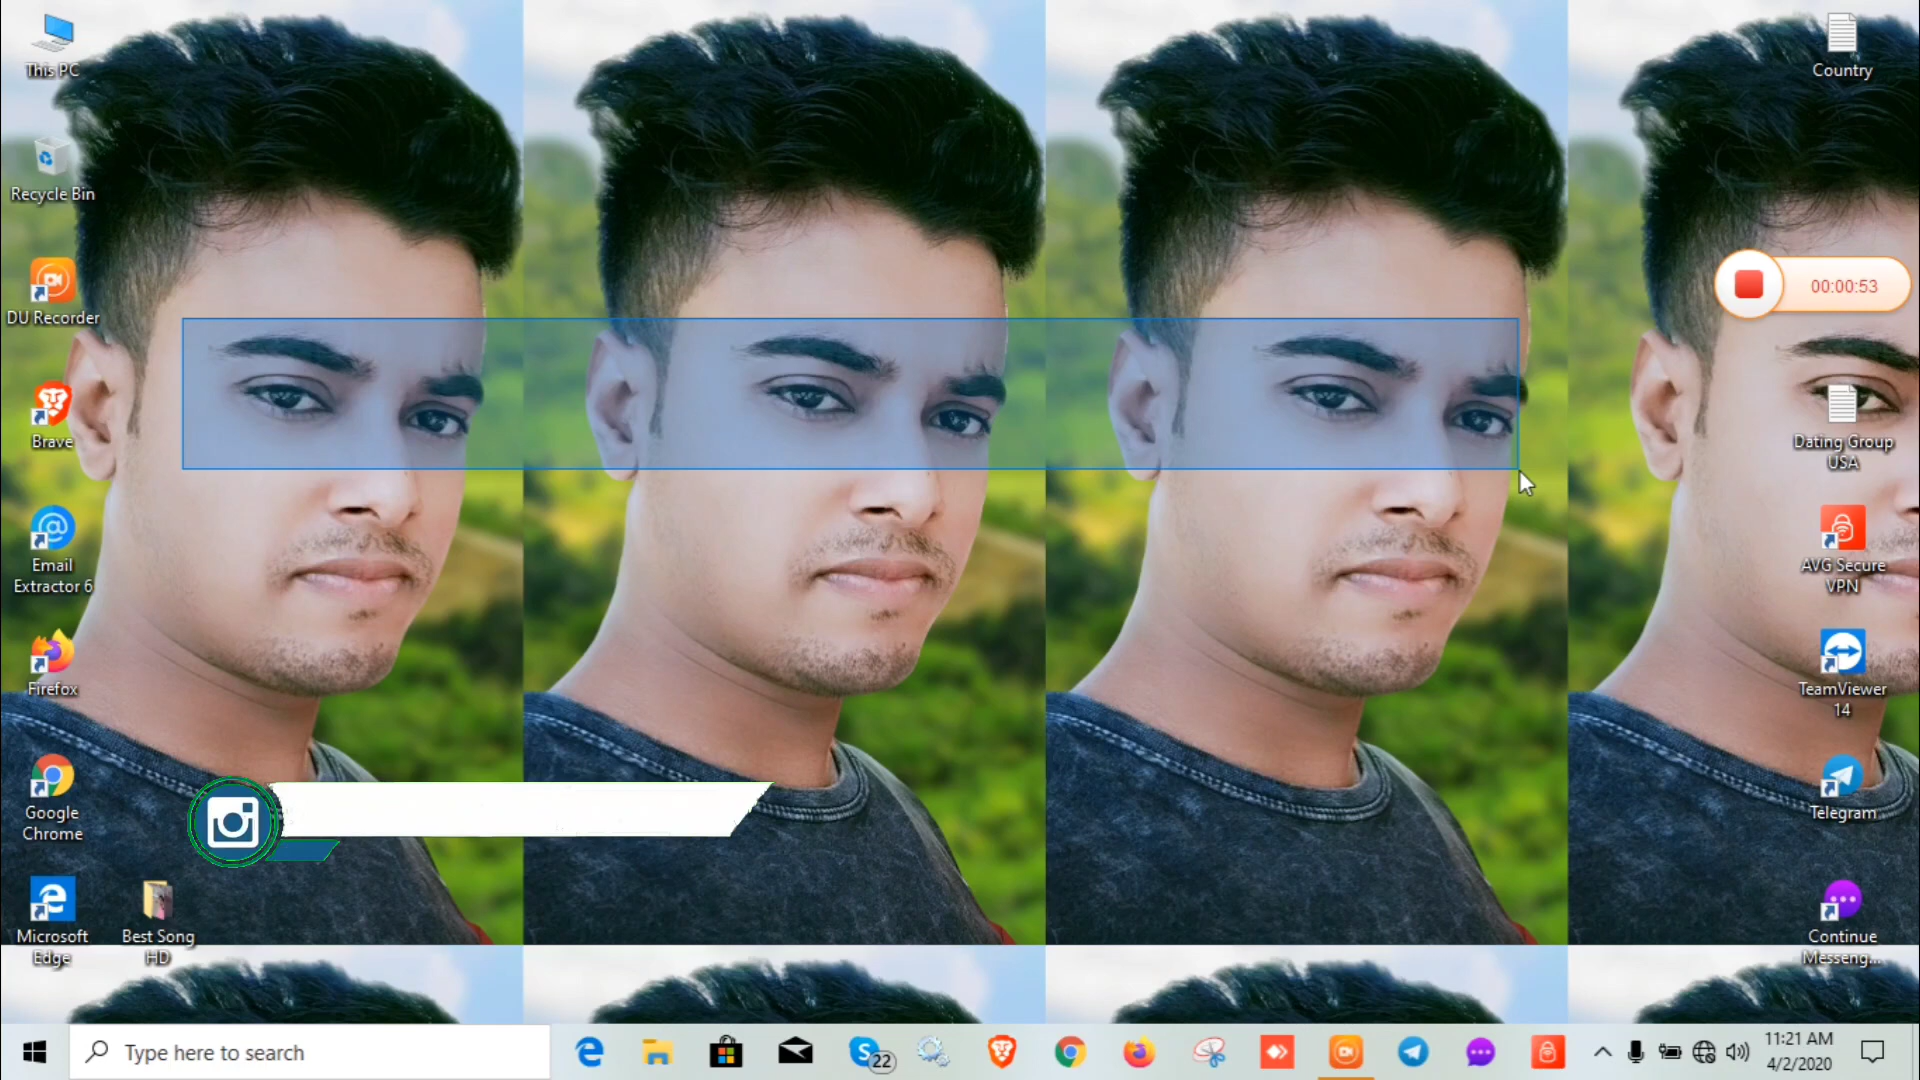 This PC
Recycle Bin
DU Recorder
Brave
Email
Extractor 6
Firefox
Google
Chrome
Microsoft
Edge
Best Song
HD
Country
00:00:53
Dating Group
USA
AVG Secure
VPN
TeamViewer
14
Telegram
Continue
Messeng...
Type here to search
22
11:21 AM
4/2/2020